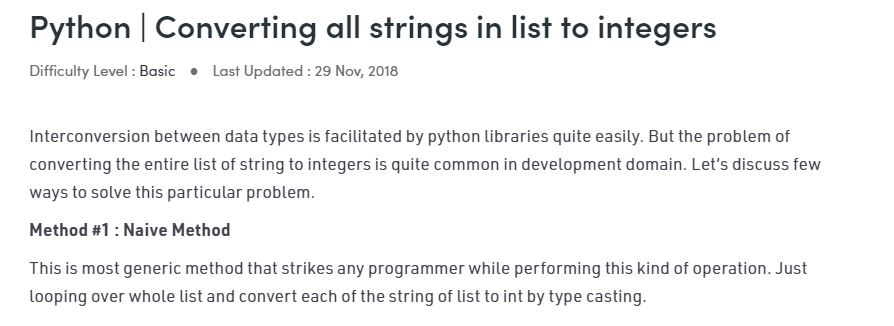 Python | Converting all strings in list to integers
Difficulty Level : Basic ● Last Updated : 29 Nov, 2018
Interconversion between data types is facilitated by python libraries quite easily. But the problem of
converting the entire list of string to integers is quite common in development domain. Let’s discuss few
ways to solve this particular problem.
Method #1 : Naive Method
This is most generic method that strikes any programmer while performing this kind of operation. Just
looping over whole list and convert each of the string of list to int by type casting.